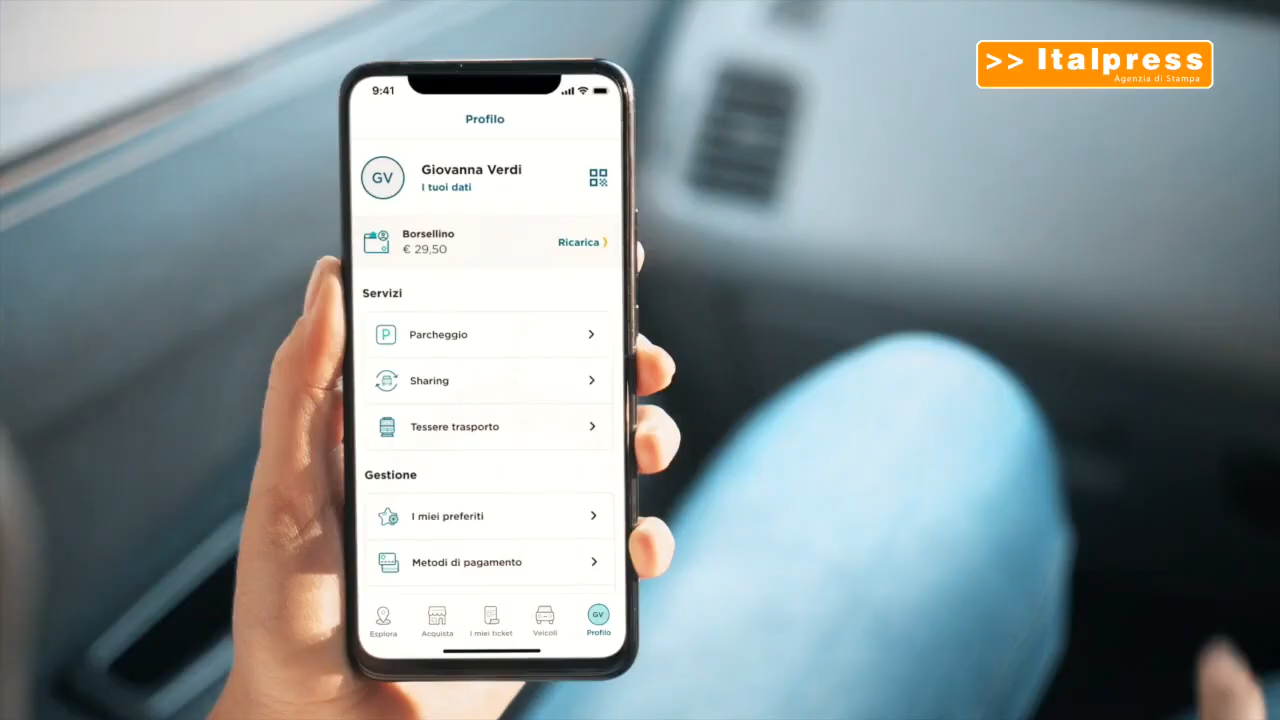 >> Italpress
Agenzia di Stampa
9:41
Profilo
GV
Giovanna Verdi
I tuoi dati
Borsellino
€ 29,50
Ricarica
Servizi
P
Parcheggio
Sharing
Tessere trasporto
Gestione
I miei preferiti
Metodi di pagamento
Esplora
Acquista
I miei ticket
Veicoli
GV
Profilo